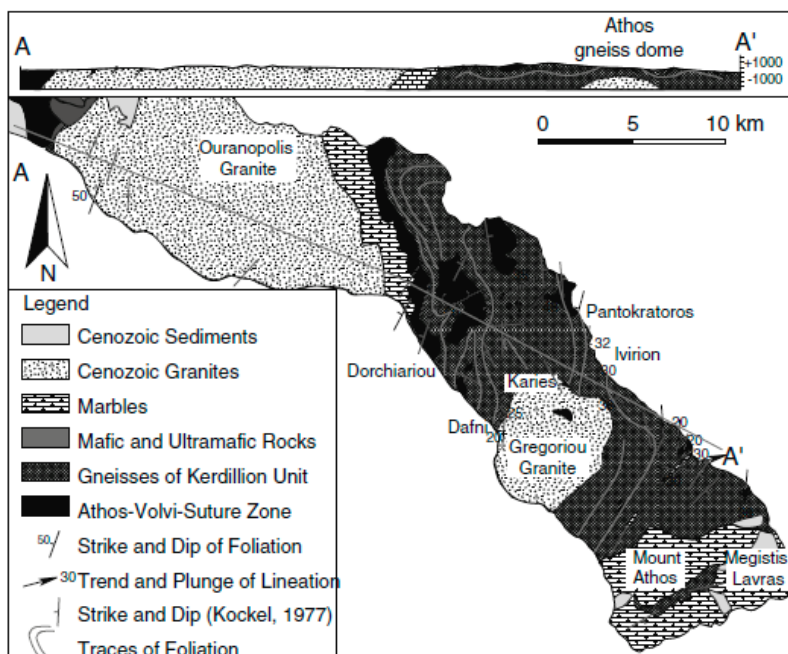 Athos
gneiss dome
A
A'
+1000
-1000
0 5 10 km
Ouranopolis
Granite
A
50
N
Legend
Cenozoic Sediments
Cenozoic Granites
Marbles
Mafic and Ultramafic Rocks
Gneisses of Kerdillion Unit
Athos-Volvi-Suture Zone
50 Strike and Dip of Foliation
30 Trend and Plunge of Lineation
Strike and Dip (Kockel, 1977)
Traces of Foliation
Pantokratoros
32
Ivirion
Dorchiariou
Karies
Dafni
20
Gregoriou
Granite
20
20
30
A'
Mount
Athos
Megistis
Lavras